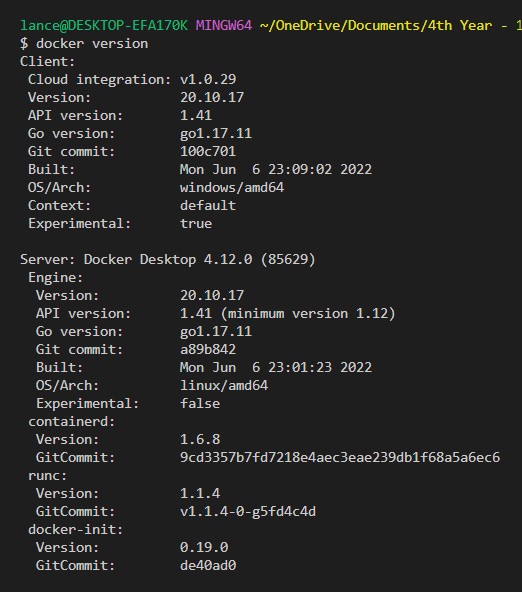 lance@DESKTOP-EFA170K MINGW64 ~/OneDrive/Documents/4th Year - 1
$ docker version
Client:
 Cloud integration: v1.0.29
 Version:           20.10.17
 API version:       1.41
 Go version:        go1.17.11
 Git commit:        100c701
 Built:             Mon Jun  6 23:09:02 2022
 OS/Arch:           windows/amd64
 Context:           default
 Experimental:      true

Server: Docker Desktop 4.12.0 (85629)
 Engine:
  Version:          20.10.17
  API version:      1.41 (minimum version 1.12)
  Go version:       go1.17.11
  Git commit:       a89b842
  Built:            Mon Jun  6 23:01:23 2022
  OS/Arch:          linux/amd64
  Experimental:     false
 containerd:
  Version:          1.6.8
  GitCommit:        9cd3357b7fd7218e4aec3eae239db1f68a5a6ec6
 runc:
  Version:          1.1.4
  GitCommit:        v1.1.4-0-g5fd4c4d
 docker-init:
  Version:          0.19.0
  GitCommit:        de40ad0